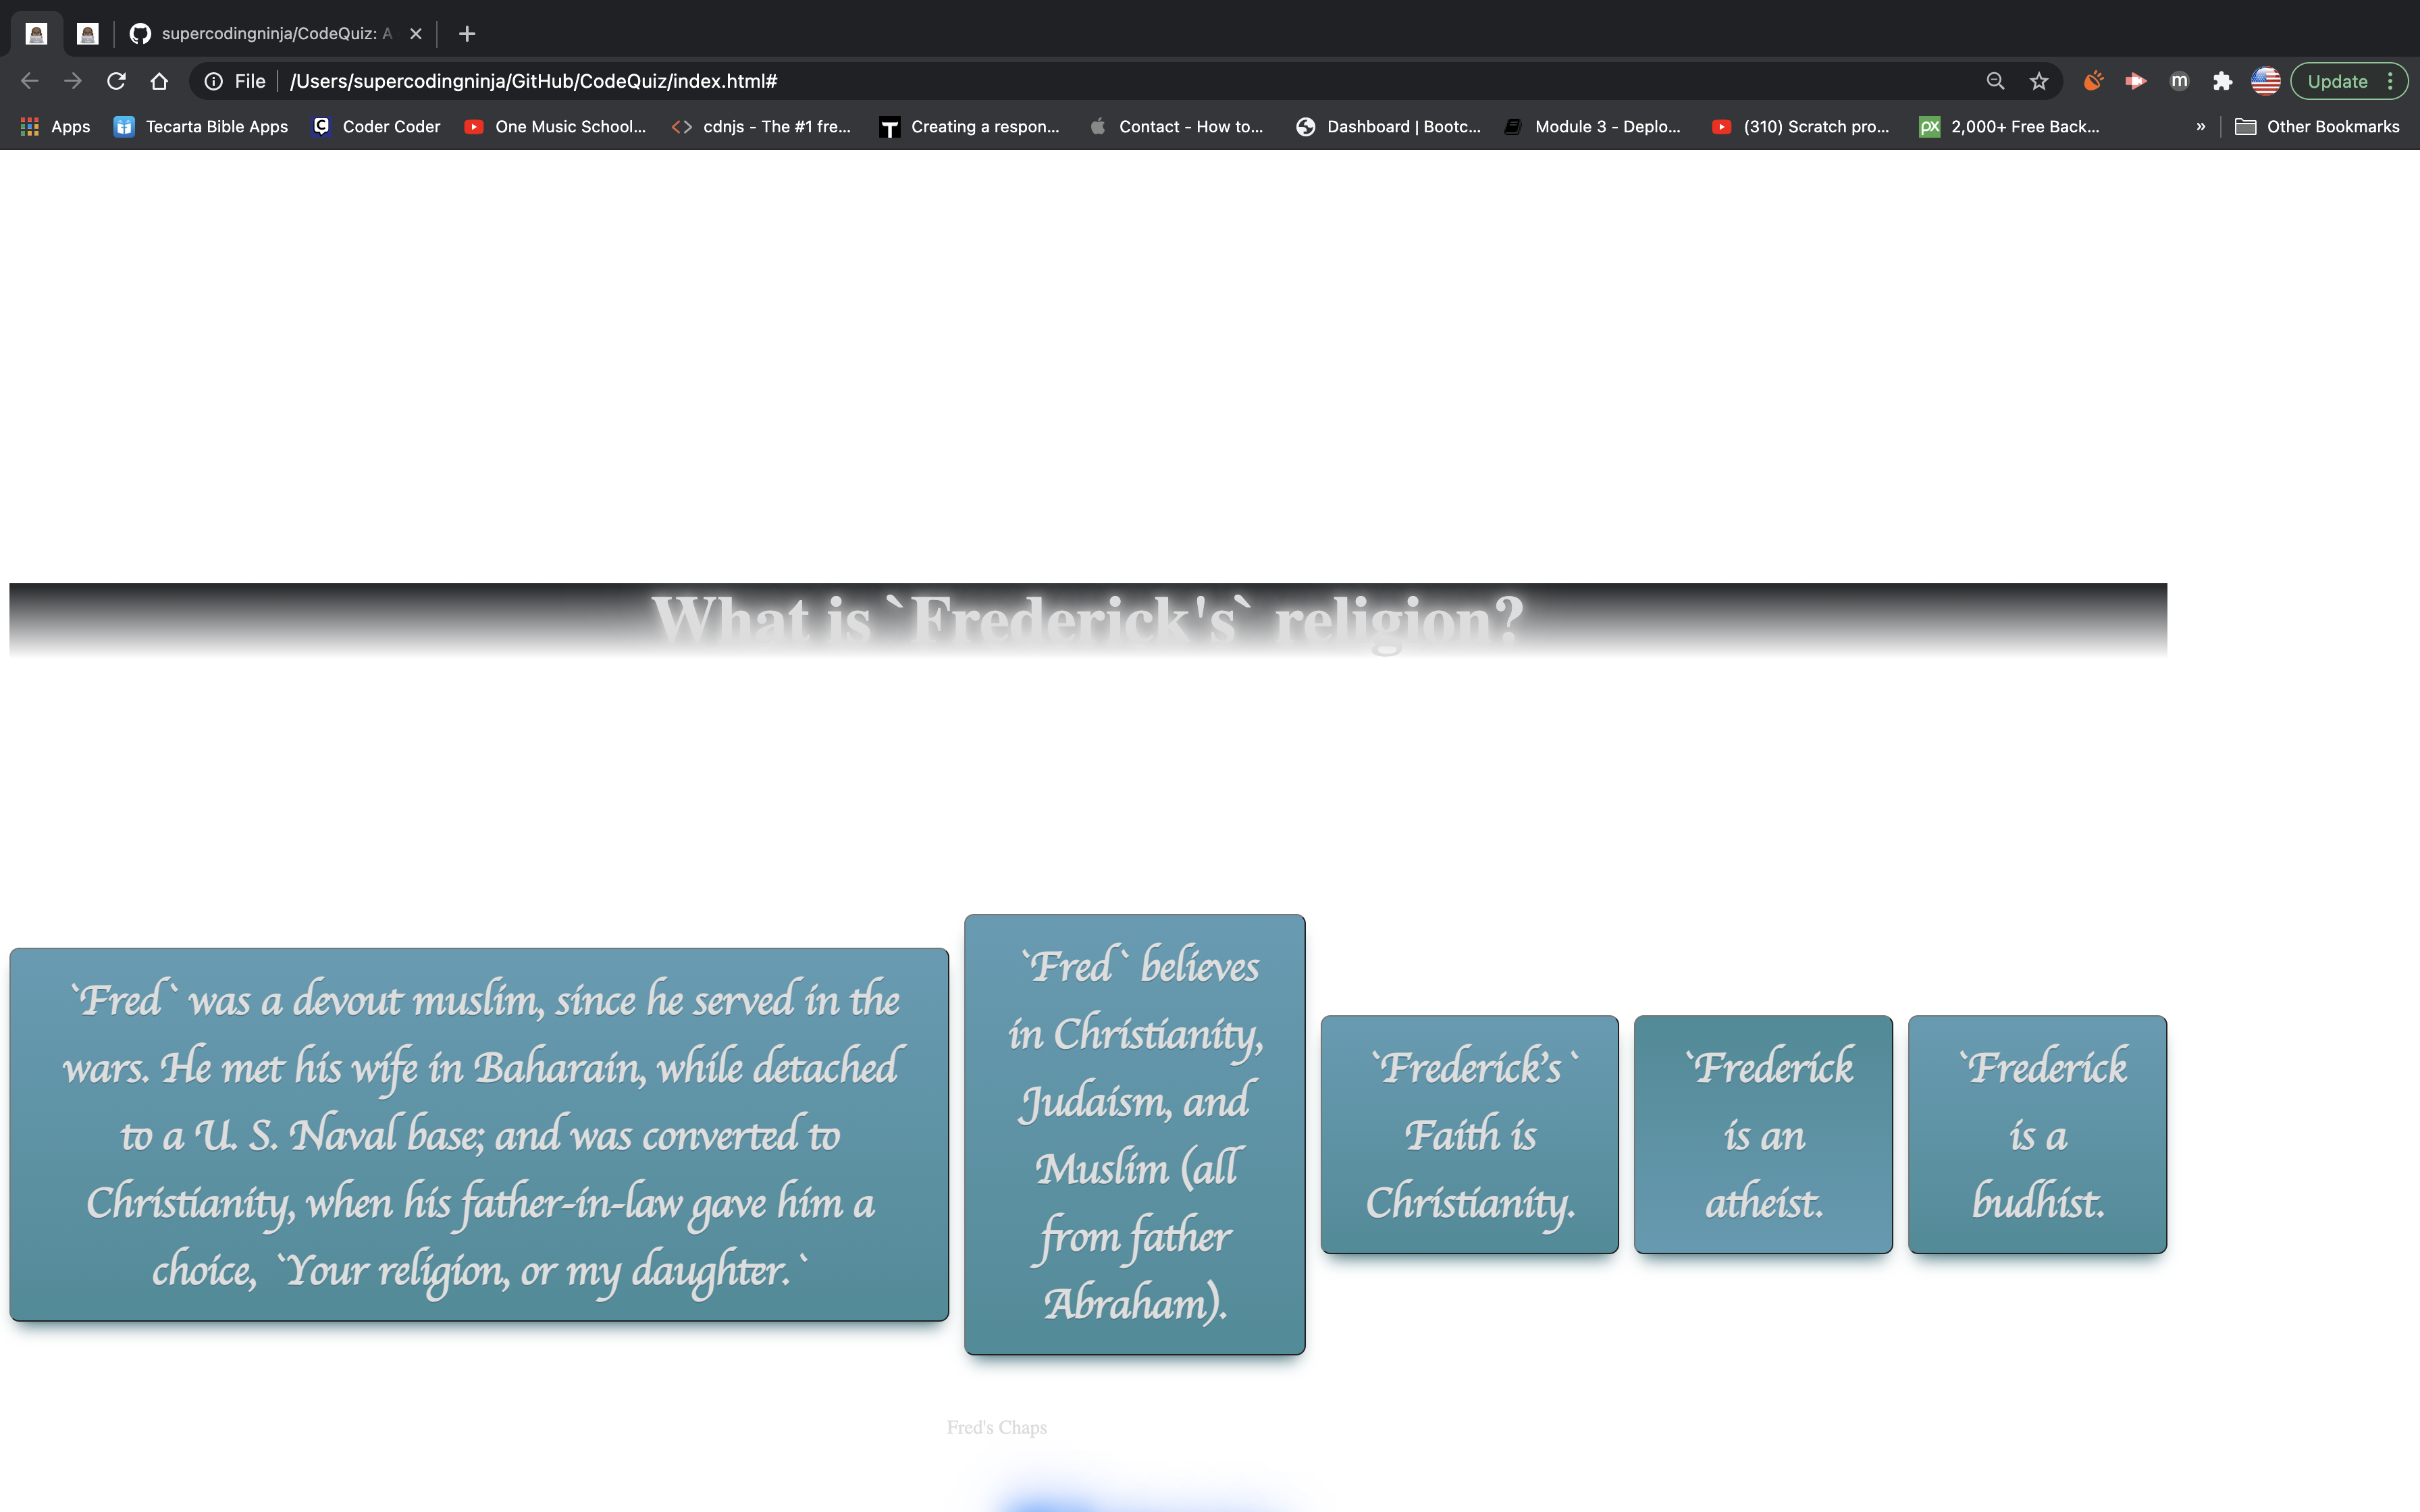 supercodingninja/CodeQuiz: A
File /Users/supercodingninja/GitHub/CodeQuiz/index.html#
Update
Apps Tecarta Bible Apps Coder Coder One Music School... cdnjs - The #1 fre... Creating a respon... Contact - How to... Dashboard | Bootc... Module 3 - Deplo... (310) Scratch pro... 2,000+ Free Back... » Other Bookmarks
What is `Frederick's` religion?
`Fred` was a devout muslim, since he served in the
wars. He met his wife in Baharain, while detached
to a U. S. Naval base; and was converted to
Christianity, when his father-in-law gave him a
choice, `Your religion, or my daughter.`
`Fred` believes
in Christianity,
Judaism, and
Muslim (all
from father
Abraham).
`Frederick's`
Faith is
Christianity.
`Frederick
is an
atheist.
`Frederick
is a
budhist.
Fred's Chaps